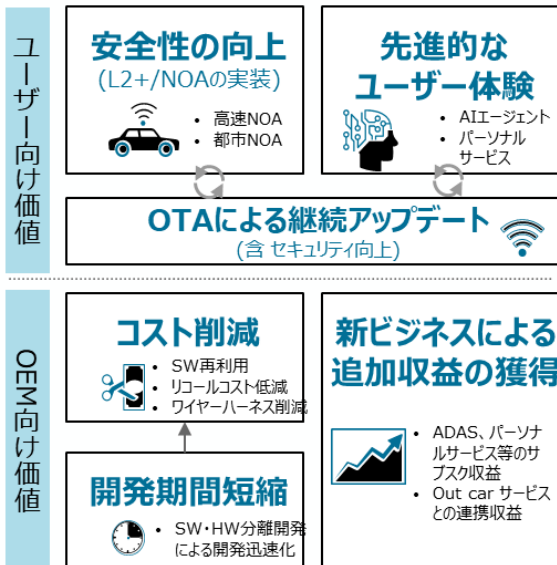 ユーザー向け価値
安全性の向上
(L2+/NOAの実装)
• 高速NOA
• 都市NOA
先進的な
ユーザー体験
• AIエージェント
• パーソナル
サービス
OTAによる継続アップデート
(含 セキュリティ向上)
OEM向け価値
コスト削減
• SW再利用
• リコールコスト低減
• ワイヤーハーネス削減
開発期間短縮
• SW・HW分離開発
による開発迅速化
新ビジネスによる
追加収益の獲得
• ADAS、パーソナ
ルサービス等のサ
ブスク収益
• Out car サービス
との連携収益